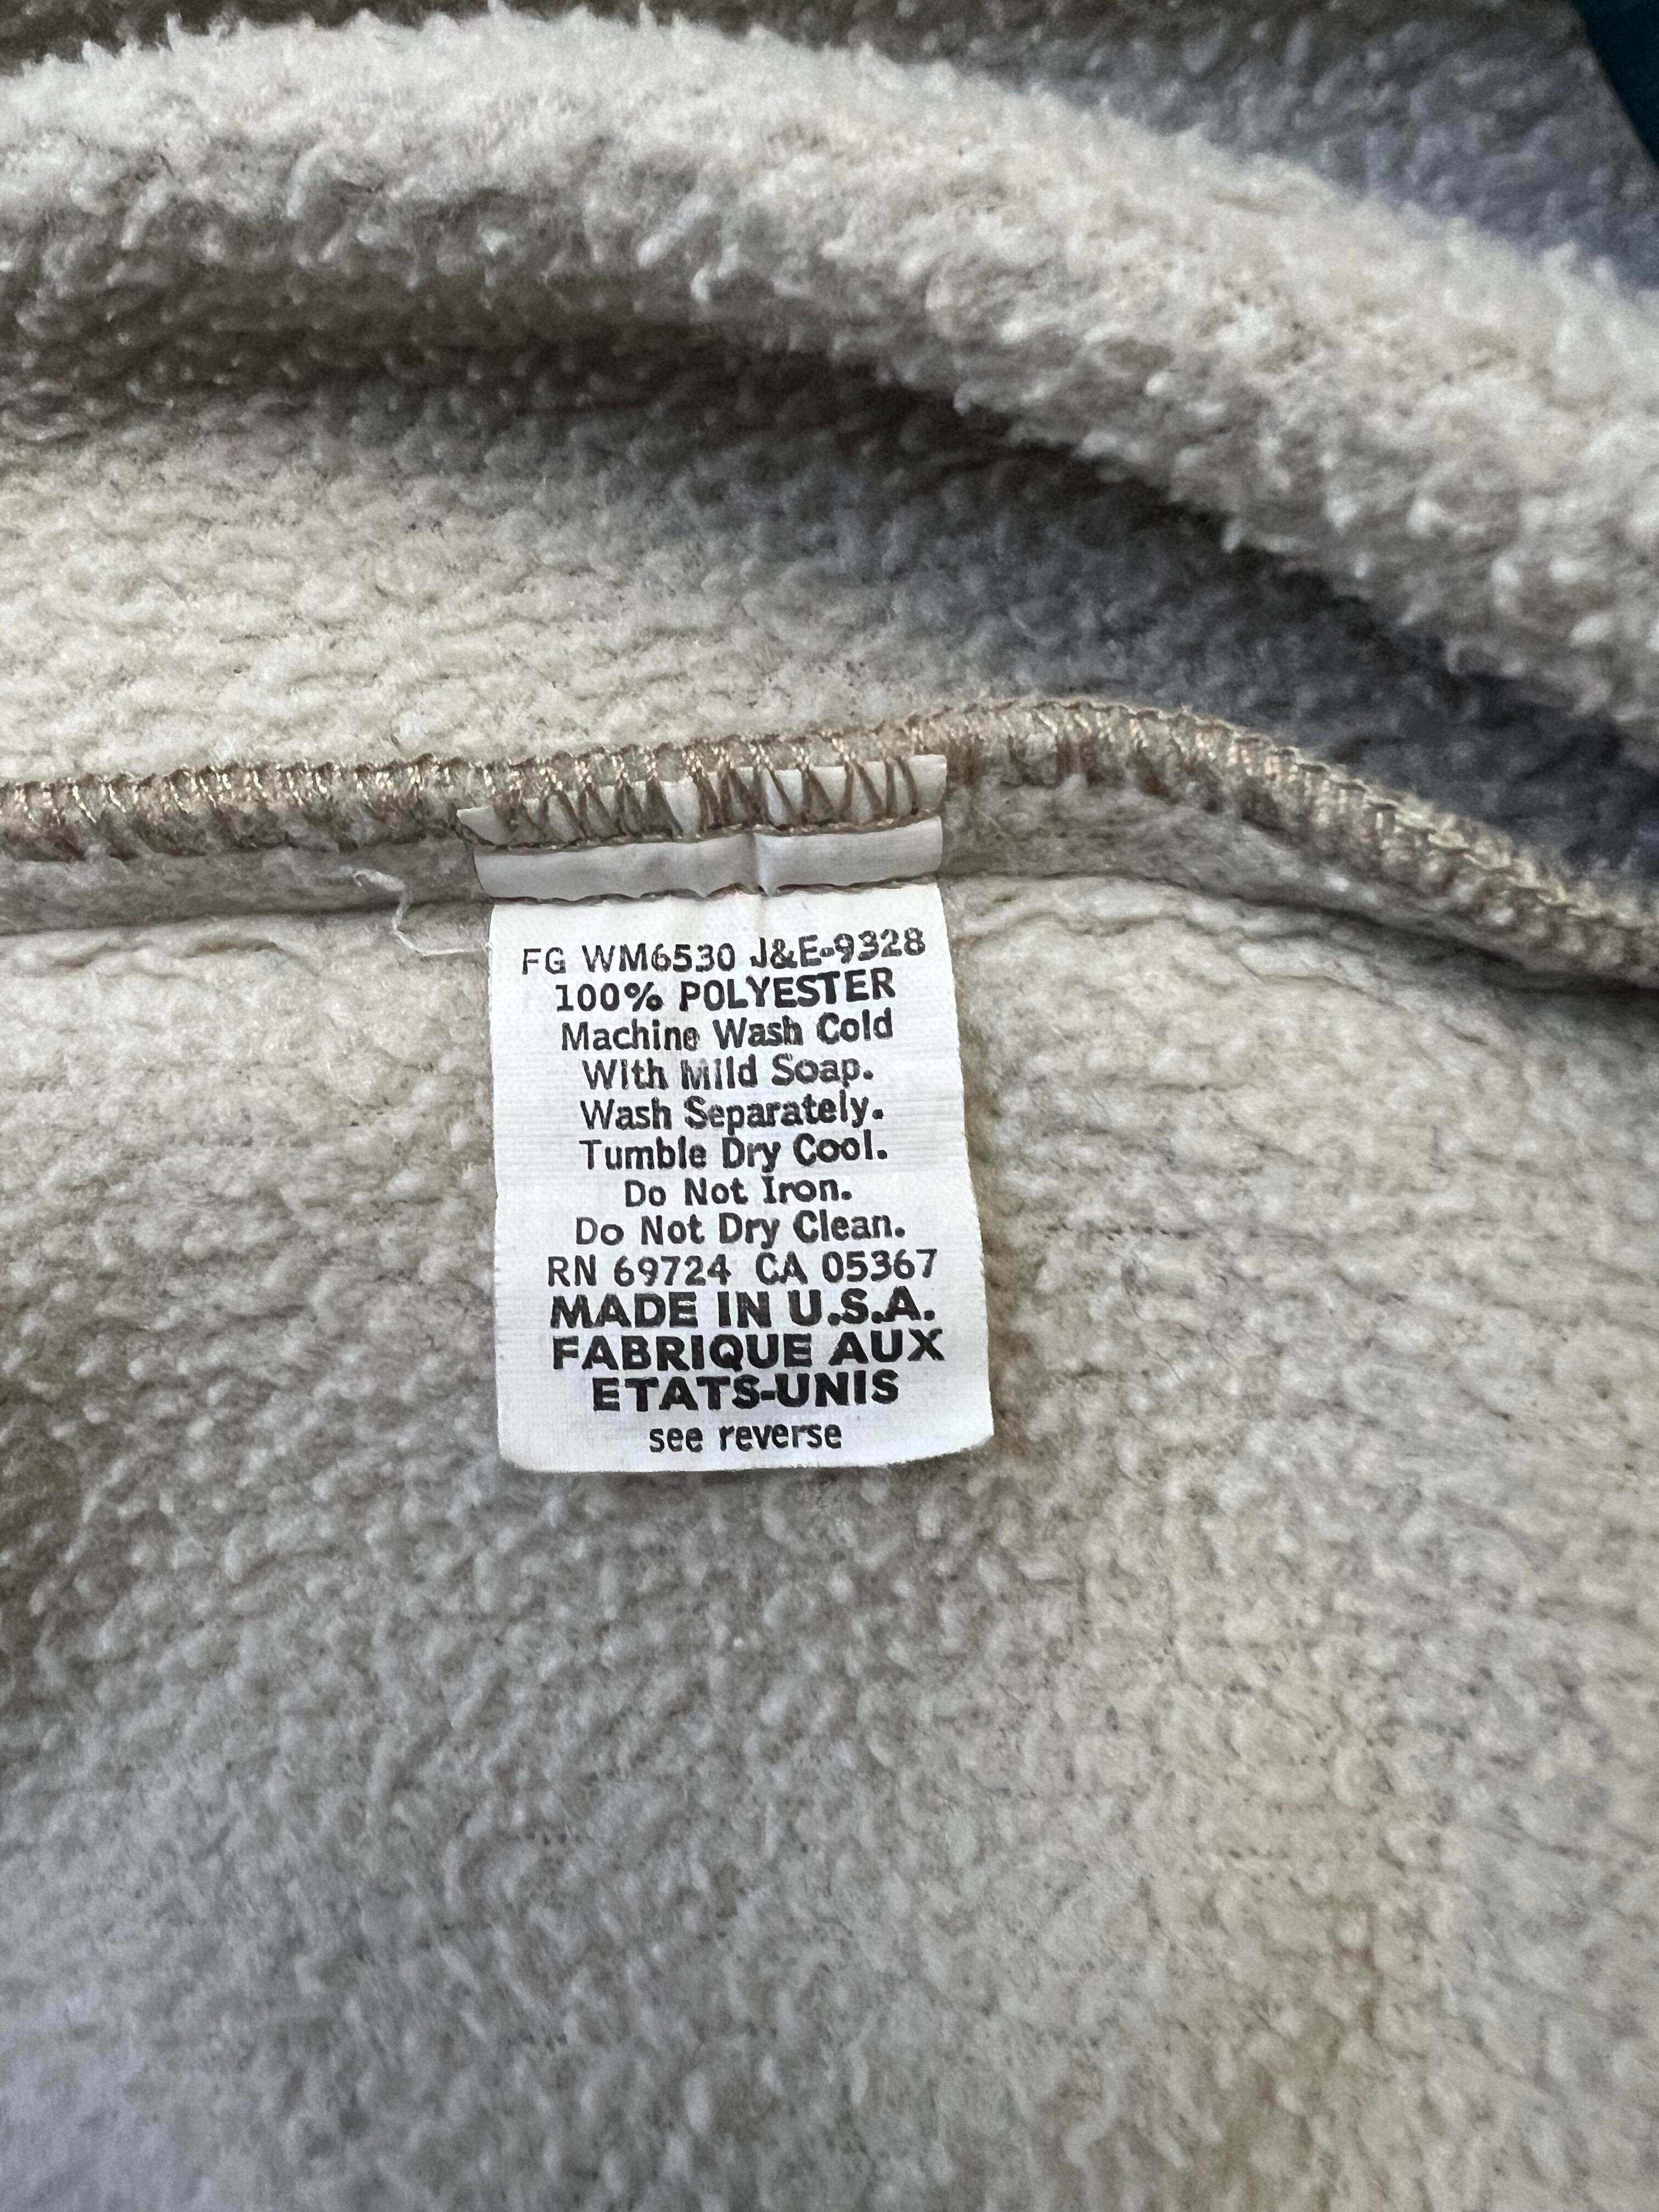 FG WM6530 J&E-9328
100% POLYESTER
Machine Wash Cold
With Mild Soap.
Wash Separately.
Tumble Dry Cool.
Do Not Iron.
Do Not Dry Clean.
RN 69724 CA 05367
MADE IN U.S.A.
FABRIQUE AUX
ETATS-UNIS
see reverse